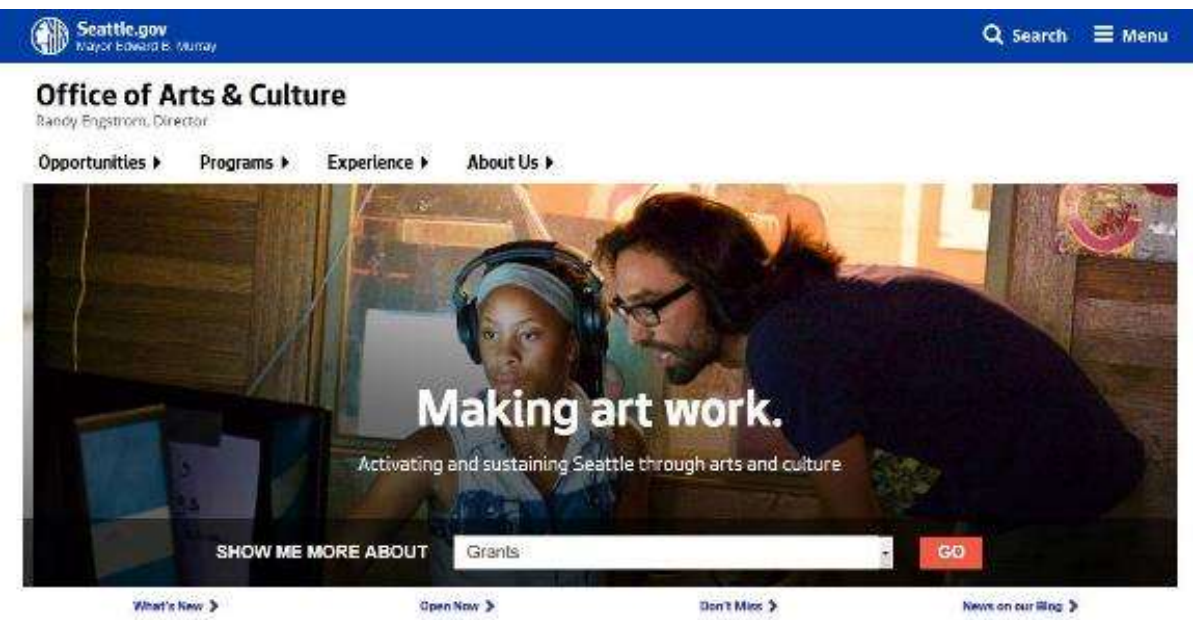 Seattle.gov
Mayor Edward B. Murray
Search
Menu
Office of Arts & Culture
Randy Engstrom, Director
Opportunities
Programs
Experience
About Us
Making art work.
Activating and sustaining Seattle through arts and culture
SHOW ME MORE ABOUT
Grants
GO
What's New
Open Now
Don't Miss
News on our Blog